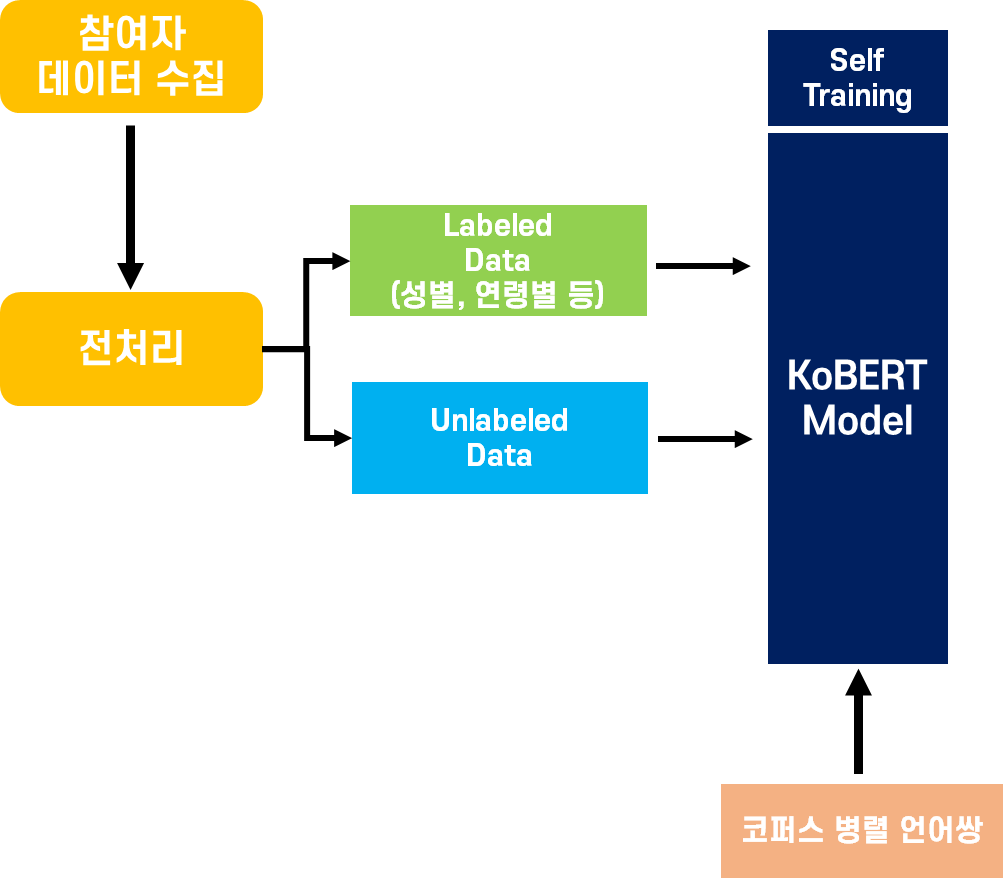 참여자
데이터 수집
전처리
Labeled
Data
(성별, 연령별 등)
Unlabeled
Data
Self
Training
KoBERT
Model
코퍼스 병렬 언어쌍